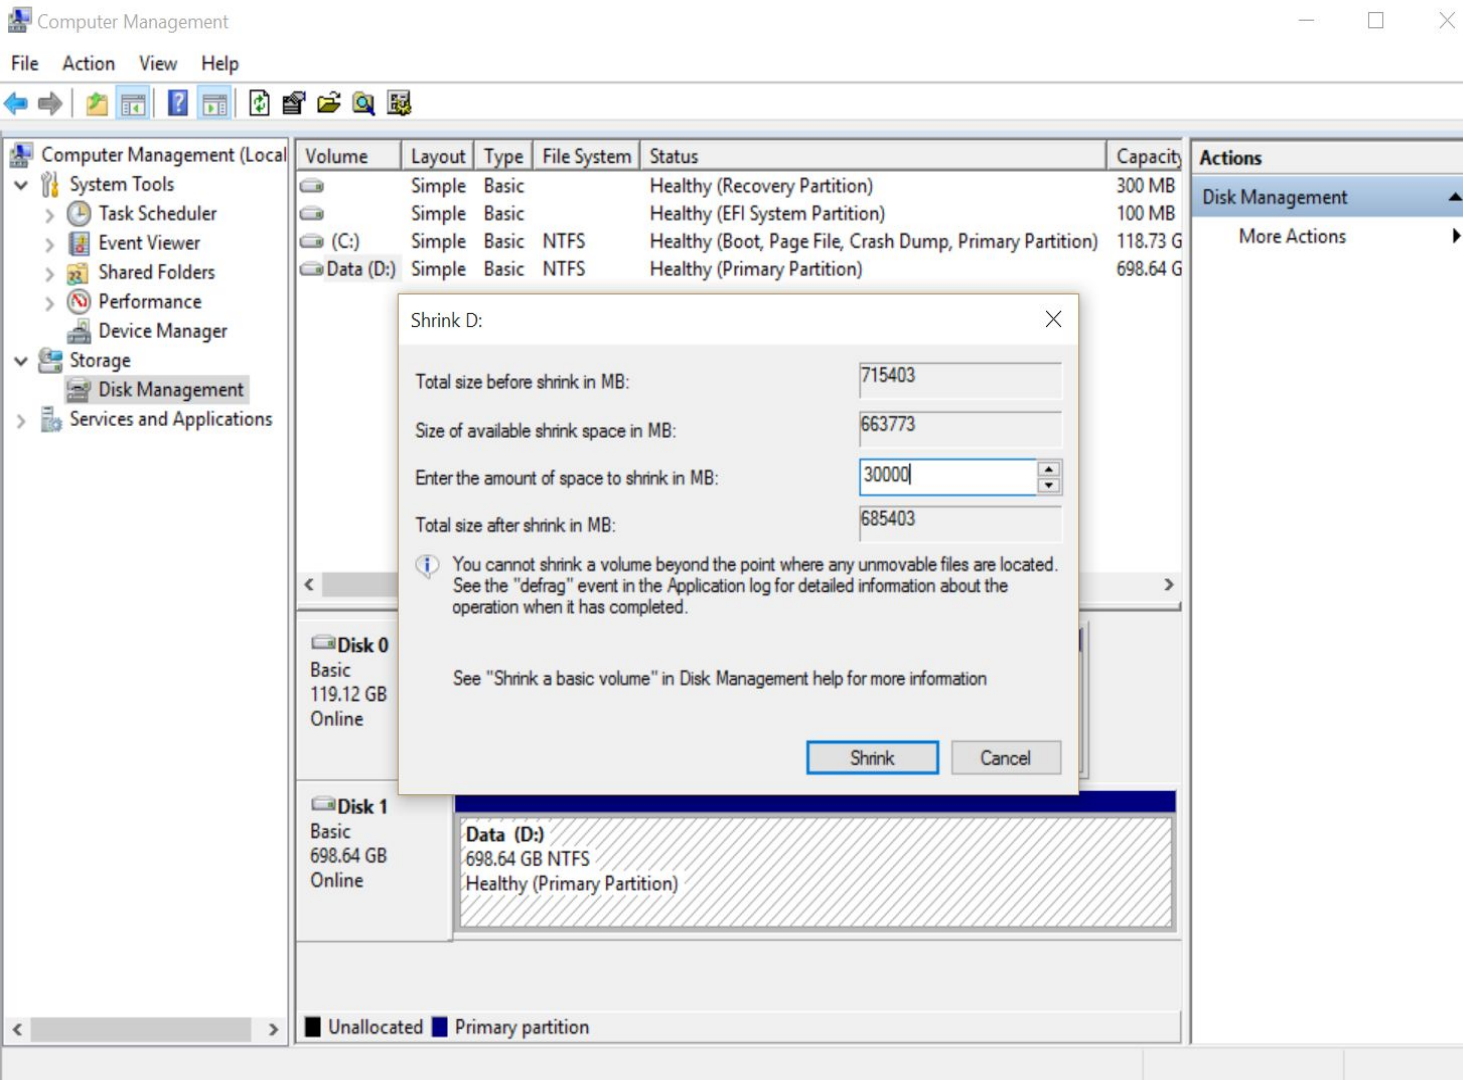 Computer Management
File Action View Help
Computer Management (Local
System Tools
Task Scheduler
Event Viewer
Shared Folders
Performance
Device Manager
Storage
Disk Management
Services and Applications
Volume Layout Type File System Status Capacity
Simple Basic Healthy (Recovery Partition) 300 MB
Simple Basic Healthy (EFI System Partition) 100 MB
(C:) Simple Basic NTFS Healthy (Boot, Page File, Crash Dump, Primary Partition) 118.73 G
Data (D:) Simple Basic NTFS Healthy (Primary Partition) 698.64 G
Shrink D:
Total size before shrink in MB: 715403
Size of available shrink space in MB: 663773
Enter the amount of space to shrink in MB: 30000
Total size after shrink in MB: 685403
You cannot shrink a volume beyond the point where any unmovable files are located.
See the "defrag" event in the Application log for detailed information about the
operation when it has completed.
See "Shrink a basic volume" in Disk Management help for more information
Shrink Cancel
Disk 0
Basic
119.12 GB
Online
Disk 1
Basic
698.64 GB
Online
Data (D:)
698.64 GB NTFS
Healthy (Primary Partition)
Unallocated Primary partition
Actions
Disk Management
More Actions